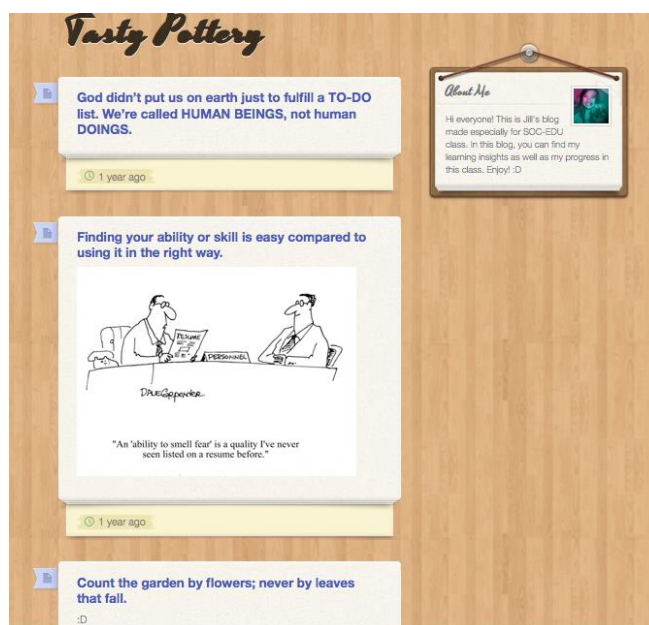 Tasty Pottery
God didn't put us on earth just to fulfill a TO-DO
list. We're called HUMAN BEINGS, not human
DOINGS.
1 year ago
Finding your ability or skill is easy compared to
using it in the right way.
RESUME
PERSONNEL
DALE CARPENTER
"An 'ability to smell fear' is a quality I've never
seen listed on a resume before."
1 year ago
Count the garden by flowers; never by leaves
that fall.
:D
About Me
Hi everyone! This is Jill's blog
made especially for SOC-EDU
class. In this blog, you can find my
learning insights as well as my progress in
this class. Enjoy! :D